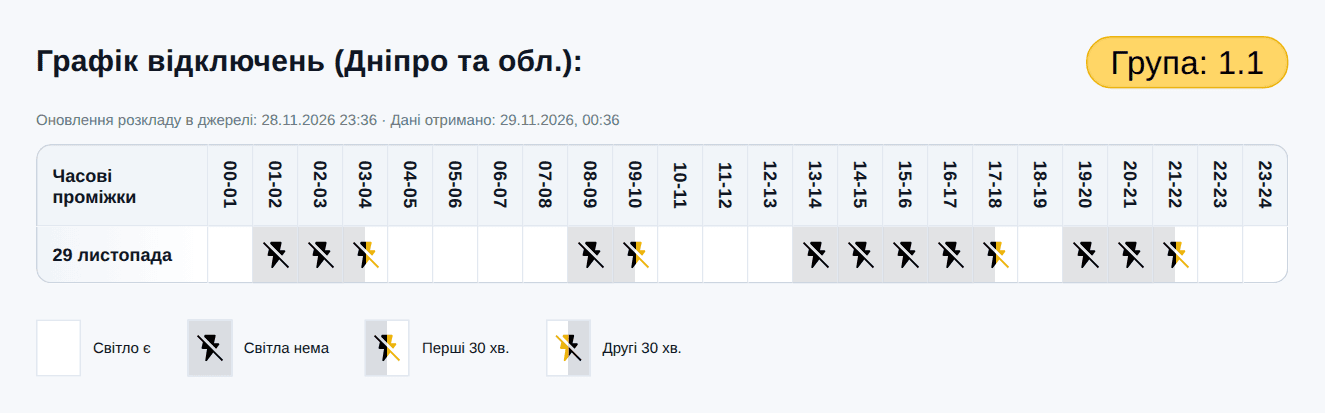 Графік відключень (Дніпро та обл.):
Група: 1.1
Оновлення розкладу в джерелі: 28.11.2026 23:36 · Дані отримано: 29.11.2026, 00:36
Часові
проміжки
00-01
01-02
02-03
03-04
04-05
05-06
06-07
07-08
08-09
09-10
10-11
11-12
12-13
13-14
14-15
15-16
16-17
17-18
18-19
19-20
20-21
21-22
22-23
23-24
29 листопада
Світло є
Світла нема
Перші 30 хв.
Другі 30 хв.